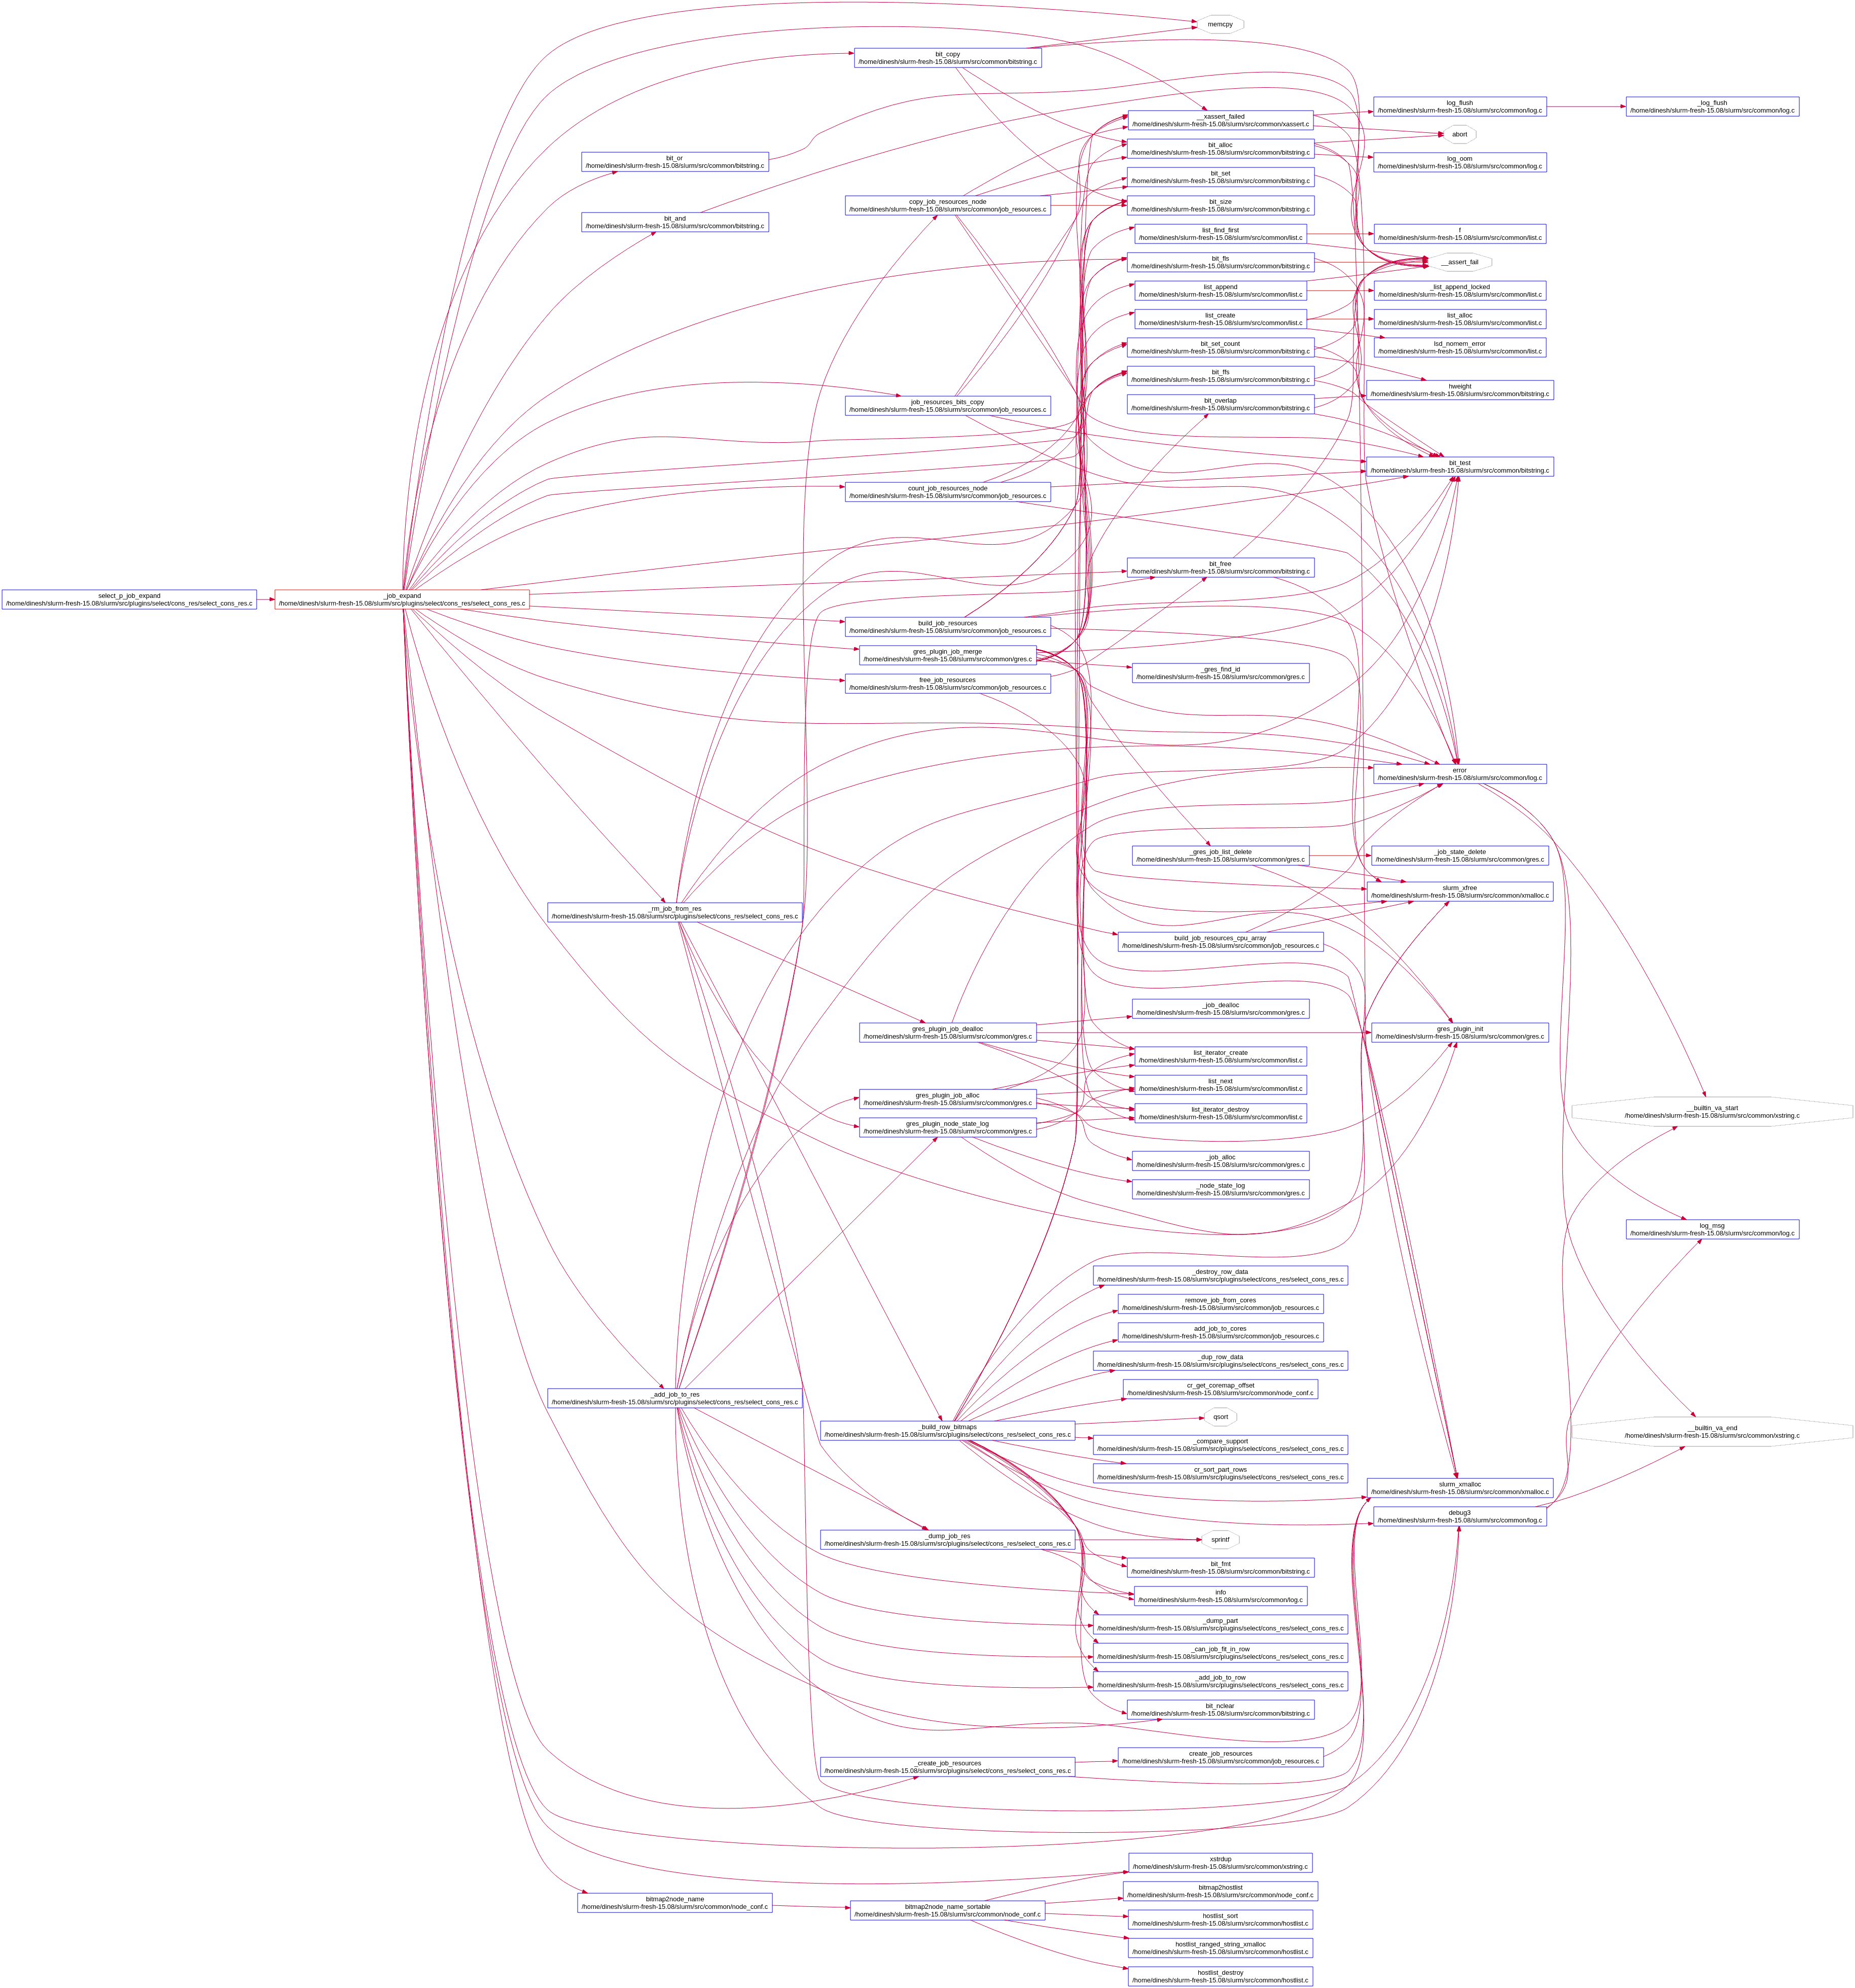 memcpy
bit_copy
/home/dinesh/slurm-fresh-15.08/slurm/src/common/bitstring.c
log_flush
/home/dinesh/slurm-fresh-15.08/slurm/src/common/log.c
_log_flush
/home/dinesh/slurm-fresh-15.08/slurm/src/common/log.c
__xassert_failed
/home/dinesh/slurm-fresh-15.08/slurm/src/common/xassert.c
abort
bit_alloc
/home/dinesh/slurm-fresh-15.08/slurm/src/common/bitstring.c
bit_or
/home/dinesh/slurm-fresh-15.08/slurm/src/common/bitstring.c
log_oom
/home/dinesh/slurm-fresh-15.08/slurm/src/common/log.c
bit_set
/home/dinesh/slurm-fresh-15.08/slurm/src/common/bitstring.c
copy_job_resources_node
/home/dinesh/slurm-fresh-15.08/slurm/src/common/job_resources.c
bit_size
/home/dinesh/slurm-fresh-15.08/slurm/src/common/bitstring.c
bit_and
/home/dinesh/slurm-fresh-15.08/slurm/src/common/bitstring.c
list_find_first
/home/dinesh/slurm-fresh-15.08/slurm/src/common/list.c
f
/home/dinesh/slurm-fresh-15.08/slurm/src/common/list.c
bit_fls
/home/dinesh/slurm-fresh-15.08/slurm/src/common/bitstring.c
__assert_fail
list_append
/home/dinesh/slurm-fresh-15.08/slurm/src/common/list.c
_list_append_locked
/home/dinesh/slurm-fresh-15.08/slurm/src/common/list.c
list_create
/home/dinesh/slurm-fresh-15.08/slurm/src/common/list.c
list_alloc
/home/dinesh/slurm-fresh-15.08/slurm/src/common/list.c
bit_set_count
/home/dinesh/slurm-fresh-15.08/slurm/src/common/bitstring.c
lsd_nomem_error
/home/dinesh/slurm-fresh-15.08/slurm/src/common/list.c
bit_ffs
/home/dinesh/slurm-fresh-15.08/slurm/src/common/bitstring.c
hweight
/home/dinesh/slurm-fresh-15.08/slurm/src/common/bitstring.c
job_resources_bits_copy
/home/dinesh/slurm-fresh-15.08/slurm/src/common/job_resources.c
bit_overlap
/home/dinesh/slurm-fresh-15.08/slurm/src/common/bitstring.c
bit_test
/home/dinesh/slurm-fresh-15.08/slurm/src/common/bitstring.c
count_job_resources_node
/home/dinesh/slurm-fresh-15.08/slurm/src/common/job_resources.c
bit_free
/home/dinesh/slurm-fresh-15.08/slurm/src/common/bitstring.c
select_p_job_expand
/home/dinesh/slurm-fresh-15.08/slurm/src/plugins/select/cons_res/select_cons_res.c
_job_expand
/home/dinesh/slurm-fresh-15.08/slurm/src/plugins/select/cons_res/select_cons_res.c
build_job_resources
/home/dinesh/slurm-fresh-15.08/slurm/src/common/job_resources.c
gres_plugin_job_merge
/home/dinesh/slurm-fresh-15.08/slurm/src/common/gres.c
_gres_find_id
/home/dinesh/slurm-fresh-15.08/slurm/src/common/gres.c
free_job_resources
/home/dinesh/slurm-fresh-15.08/slurm/src/common/job_resources.c
error
/home/dinesh/slurm-fresh-15.08/slurm/src/common/log.c
_gres_job_list_delete
/home/dinesh/slurm-fresh-15.08/slurm/src/common/gres.c
_job_state_delete
/home/dinesh/slurm-fresh-15.08/slurm/src/common/gres.c
slurm_xfree
/home/dinesh/slurm-fresh-15.08/slurm/src/common/xmalloc.c
_rm_job_from_res
/home/dinesh/slurm-fresh-15.08/slurm/src/plugins/select/cons_res/select_cons_res.c
build_job_resources_cpu_array
/home/dinesh/slurm-fresh-15.08/slurm/src/common/job_resources.c
_job_dealloc
/home/dinesh/slurm-fresh-15.08/slurm/src/common/gres.c
gres_plugin_job_dealloc
/home/dinesh/slurm-fresh-15.08/slurm/src/common/gres.c
gres_plugin_init
/home/dinesh/slurm-fresh-15.08/slurm/src/common/gres.c
list_iterator_create
/home/dinesh/slurm-fresh-15.08/slurm/src/common/list.c
list_next
/home/dinesh/slurm-fresh-15.08/slurm/src/common/list.c
gres_plugin_job_alloc
/home/dinesh/slurm-fresh-15.08/slurm/src/common/gres.c
list_iterator_destroy
/home/dinesh/slurm-fresh-15.08/slurm/src/common/list.c
__builtin_va_start
/home/dinesh/slurm-fresh-15.08/slurm/src/common/xstring.c
gres_plugin_node_state_log
/home/dinesh/slurm-fresh-15.08/slurm/src/common/gres.c
_job_alloc
/home/dinesh/slurm-fresh-15.08/slurm/src/common/gres.c
_node_state_log
/home/dinesh/slurm-fresh-15.08/slurm/src/common/gres.c
log_msg
/home/dinesh/slurm-fresh-15.08/slurm/src/common/log.c
_destroy_row_data
/home/dinesh/slurm-fresh-15.08/slurm/src/plugins/select/cons_res/select_cons_res.c
remove_job_from_cores
/home/dinesh/slurm-fresh-15.08/slurm/src/common/job_resources.c
add_job_to_cores
/home/dinesh/slurm-fresh-15.08/slurm/src/common/job_resources.c
_dup_row_data
/home/dinesh/slurm-fresh-15.08/slurm/src/plugins/select/cons_res/select_cons_res.c
cr_get_coremap_offset
/home/dinesh/slurm-fresh-15.08/slurm/src/common/node_conf.c
_add_job_to_res
/home/dinesh/slurm-fresh-15.08/slurm/src/plugins/select/cons_res/select_cons_res.c
qsort
_build_row_bitmaps
/home/dinesh/slurm-fresh-15.08/slurm/src/plugins/select/cons_res/select_cons_res.c
__builtin_va_end
/home/dinesh/slurm-fresh-15.08/slurm/src/common/xstring.c
_compare_support
/home/dinesh/slurm-fresh-15.08/slurm/src/plugins/select/cons_res/select_cons_res.c
cr_sort_part_rows
/home/dinesh/slurm-fresh-15.08/slurm/src/plugins/select/cons_res/select_cons_res.c
slurm_xmalloc
/home/dinesh/slurm-fresh-15.08/slurm/src/common/xmalloc.c
debug3
/home/dinesh/slurm-fresh-15.08/slurm/src/common/log.c
_dump_job_res
/home/dinesh/slurm-fresh-15.08/slurm/src/plugins/select/cons_res/select_cons_res.c
sprintf
bit_fmt
/home/dinesh/slurm-fresh-15.08/slurm/src/common/bitstring.c
info
/home/dinesh/slurm-fresh-15.08/slurm/src/common/log.c
_dump_part
/home/dinesh/slurm-fresh-15.08/slurm/src/plugins/select/cons_res/select_cons_res.c
_can_job_fit_in_row
/home/dinesh/slurm-fresh-15.08/slurm/src/plugins/select/cons_res/select_cons_res.c
_add_job_to_row
/home/dinesh/slurm-fresh-15.08/slurm/src/plugins/select/cons_res/select_cons_res.c
bit_nclear
/home/dinesh/slurm-fresh-15.08/slurm/src/common/bitstring.c
create_job_resources
/home/dinesh/slurm-fresh-15.08/slurm/src/common/job_resources.c
_create_job_resources
/home/dinesh/slurm-fresh-15.08/slurm/src/plugins/select/cons_res/select_cons_res.c
xstrdup
/home/dinesh/slurm-fresh-15.08/slurm/src/common/xstring.c
bitmap2node_name
/home/dinesh/slurm-fresh-15.08/slurm/src/common/node_conf.c
bitmap2node_name_sortable
/home/dinesh/slurm-fresh-15.08/slurm/src/common/node_conf.c
bitmap2hostlist
/home/dinesh/slurm-fresh-15.08/slurm/src/common/node_conf.c
hostlist_sort
/home/dinesh/slurm-fresh-15.08/slurm/src/common/hostlist.c
hostlist_ranged_string_xmalloc
/home/dinesh/slurm-fresh-15.08/slurm/src/common/hostlist.c
hostlist_destroy
/home/dinesh/slurm-fresh-15.08/slurm/src/common/hostlist.c